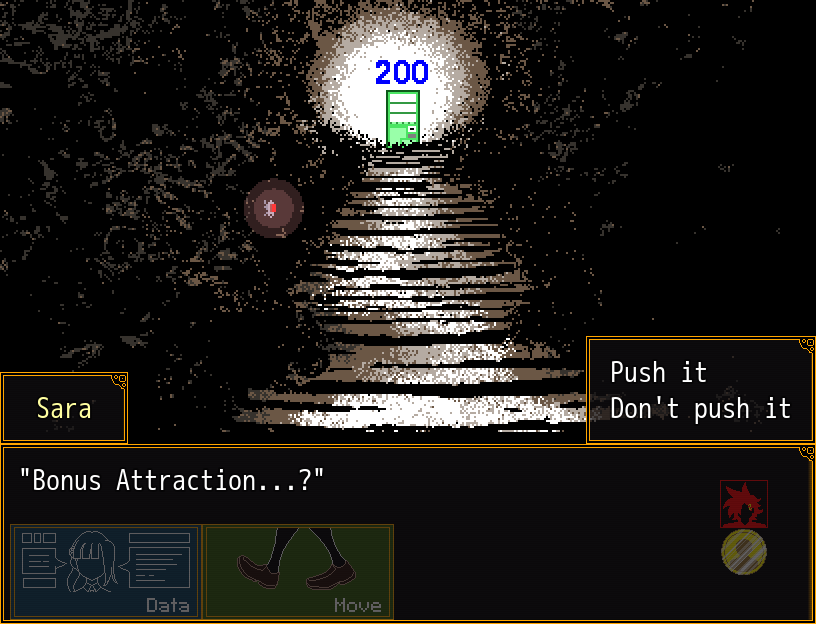 200
Push it
Don't push it
Sara
"Bonus Attraction...?"
Data
Move